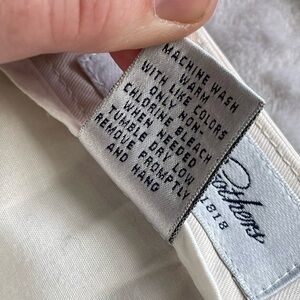 MACHINE WASH
WARM
WITH LIKE COLORS
ONLY NON-
CHLORINE BLEACH
WHEN NEEDED
TUMBLE DRY LOW
REMOVE PROMPTLY
AND HANG
rothers
1818